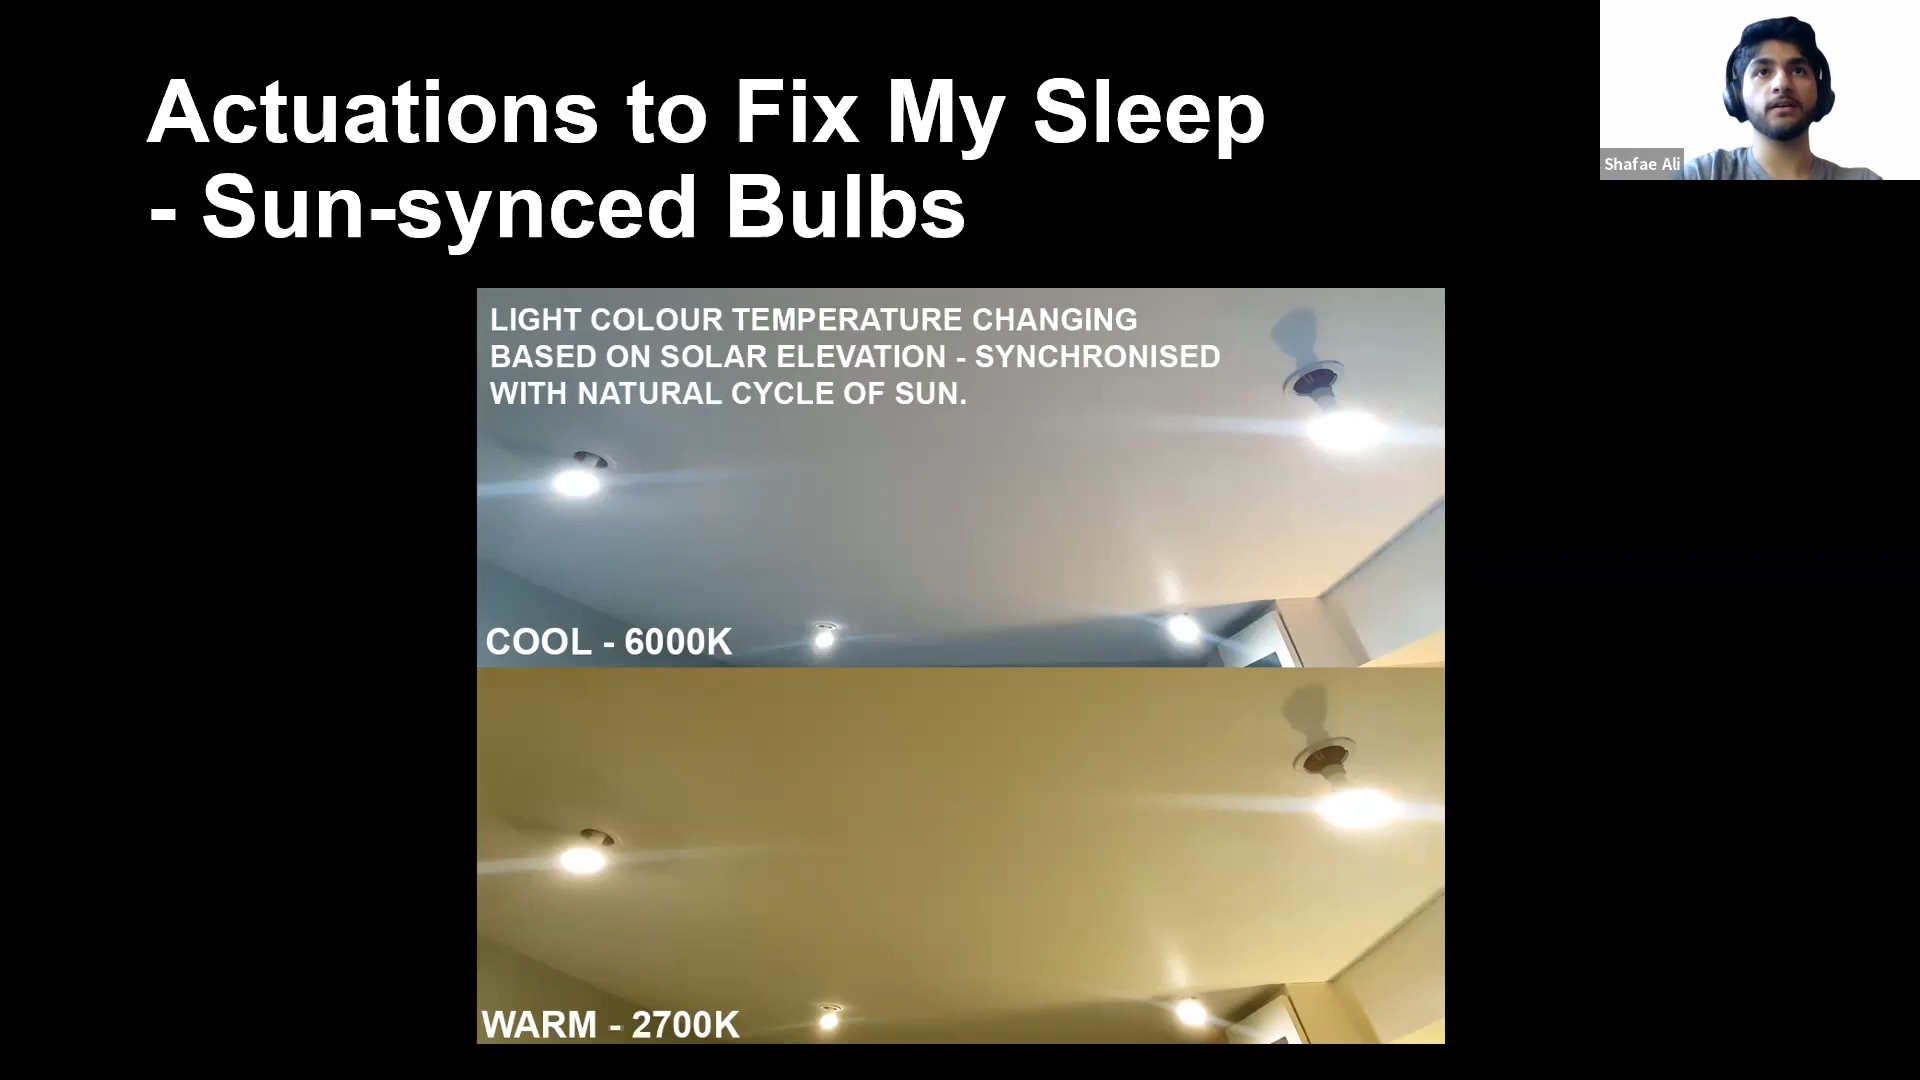 Actuations to Fix My Sleep
- Sun-synced Bulbs
Shafae Ali
LIGHT COLOUR TEMPERATURE CHANGING
BASED ON SOLAR ELEVATION - SYNCHRONISED
WITH NATURAL CYCLE OF SUN.
COOL - 6000K
WARM - 2700K